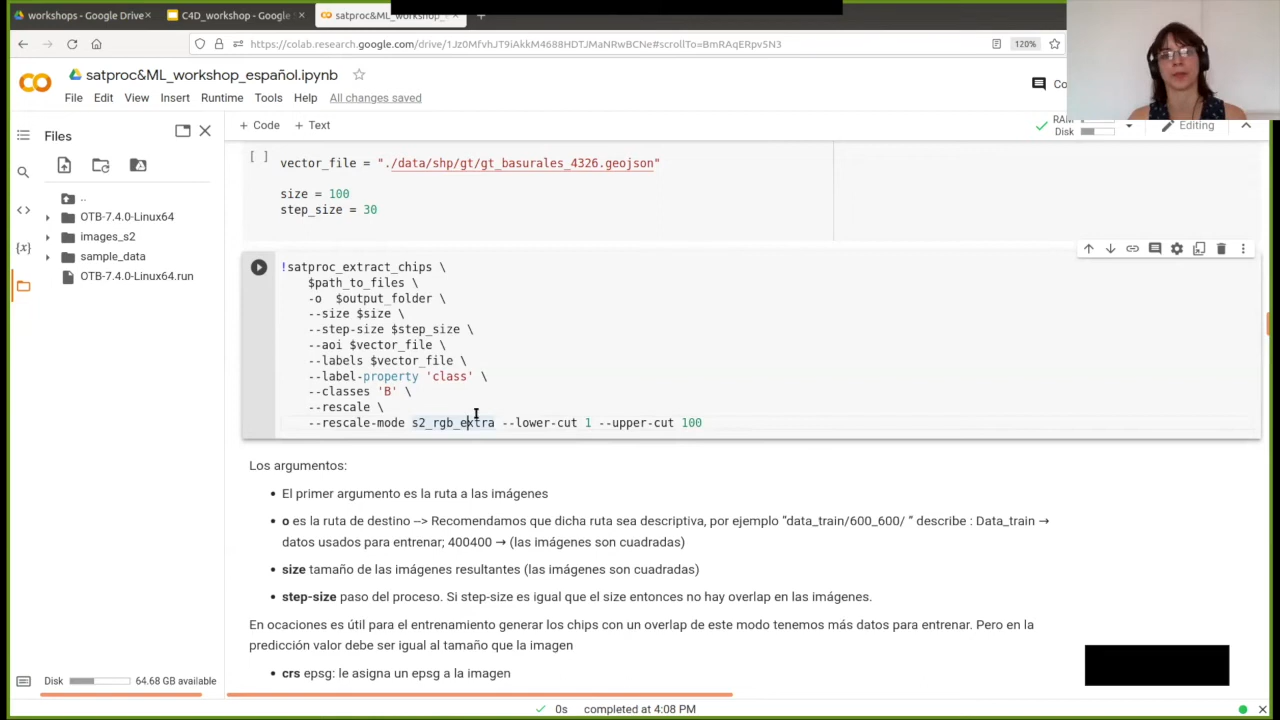 workshops - Google Drive
C4D_workshop - Google S
satproc&ML_workshop_e
https://colab.research.google.com/drive/1Jz0MfvhJT9iAkkM4688HDTJMaNRwBCNe#scrollTo=BmRAqERpv5N3
120%
CO
satproc&ML_workshop_español.ipynb
File Edit View Insert Runtime Tools Help All changes saved
Co
Files
+ Code + Text
RAM
Disk
Editing
..
OTB-7.4.0-Linux64
images_s2
sample_data
OTB-7.4.0-Linux64.run
{x}
[ ]
vector_file = "./data/shp/gt/gt_basurales_4326.geojson"
size = 100
step_size = 30
!satproc_extract_chips \
$path_to_files \
-o $output_folder \
--size $size \
--step-size $step_size \
--aoi $vector_file \
--labels $vector_file \
--label-property 'class' \
--classes 'B' \
--rescale \
--rescale-mode s2_rgb_extra --lower-cut 1 --upper-cut 100
Los argumentos:
• El primer argumento es la ruta a las imágenes
• o es la ruta de destino --> Recomendamos que dicha ruta sea descriptiva, por ejemplo “data_train/600_600/ ” describe : Data_train →
datos usados para entrenar; 400400 → (las imágenes son cuadradas)
• size tamaño de las imágenes resultantes (las imágenes son cuadradas)
• step-size paso del proceso. Si step-size es igual que el size entonces no hay overlap en las imágenes.
En ocaciones es útil para el entrenamiento generar los chips con un overlap de este modo tenemos más datos para entrenar. Pero en la
predicción valor debe ser igual al tamaño que la imagen
• crs epsg: le asigna un epsg a la imagen
Disk 64.68 GB available
0s completed at 4:08 PM